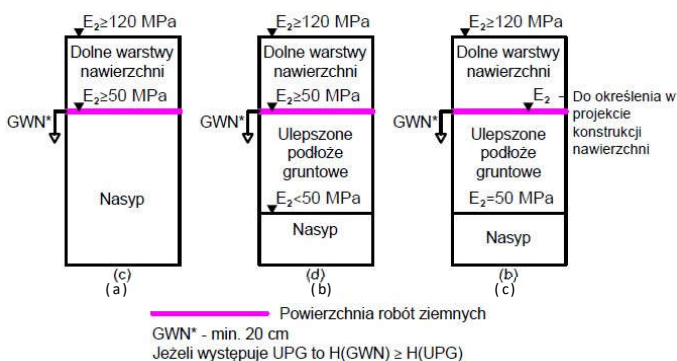 E₂≥120 MPa
Dolne warstwy
nawierzchni
E₂≥50 MPa
GWN*
Nasyp
(c)
(a)
E₂≥120 MPa
Dolne warstwy
nawierzchni
E₂≥50 MPa
GWN*
Ulepszone
podłoże
gruntowe
E₂<50 MPa
Nasyp
(d)
(b)
E₂≥120 MPa
Dolne warstwy
nawierzchni
E₂ - Do określenia w
projekcie
konstrukcji
nawierzchni
GWN*
Ulepszone
podłoże
gruntowe
E₂=50 MPa
Nasyp
(b)
(c)
Powierzchnia robót ziemnych
GWN* - min. 20 cm
Jeżeli występuje UPG to H(GWN) ≥ H(UPG)